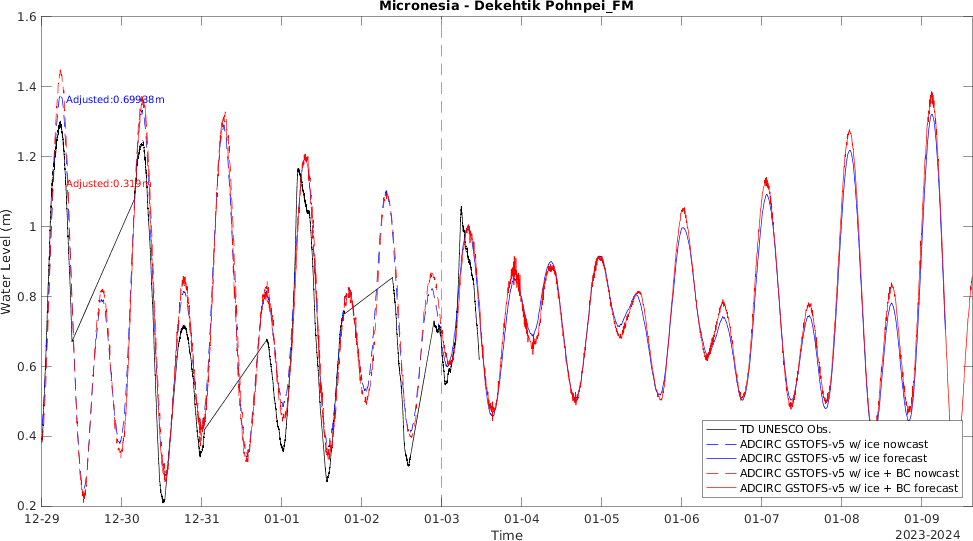 Micronesia - Dekehtik Pohnpei_FM
1.6
1.4
1.2
1
0.8
0.6
0.4
0.2
Water Level (m)
Adjusted:0.69938m
Adjusted:0.319m
TD UNESCO Obs.
ADCIRC GSTOFS-v5 w/ ice nowcast
ADCIRC GSTOFS-v5 w/ ice forecast
ADCIRC GSTOFS-v5 w/ ice + BC nowcast
ADCIRC GSTOFS-v5 w/ ice + BC forecast
12-29 12-30 12-31 01-01 01-02 01-03 01-04 01-05 01-06 01-07 01-08 01-09
Time
2023-2024